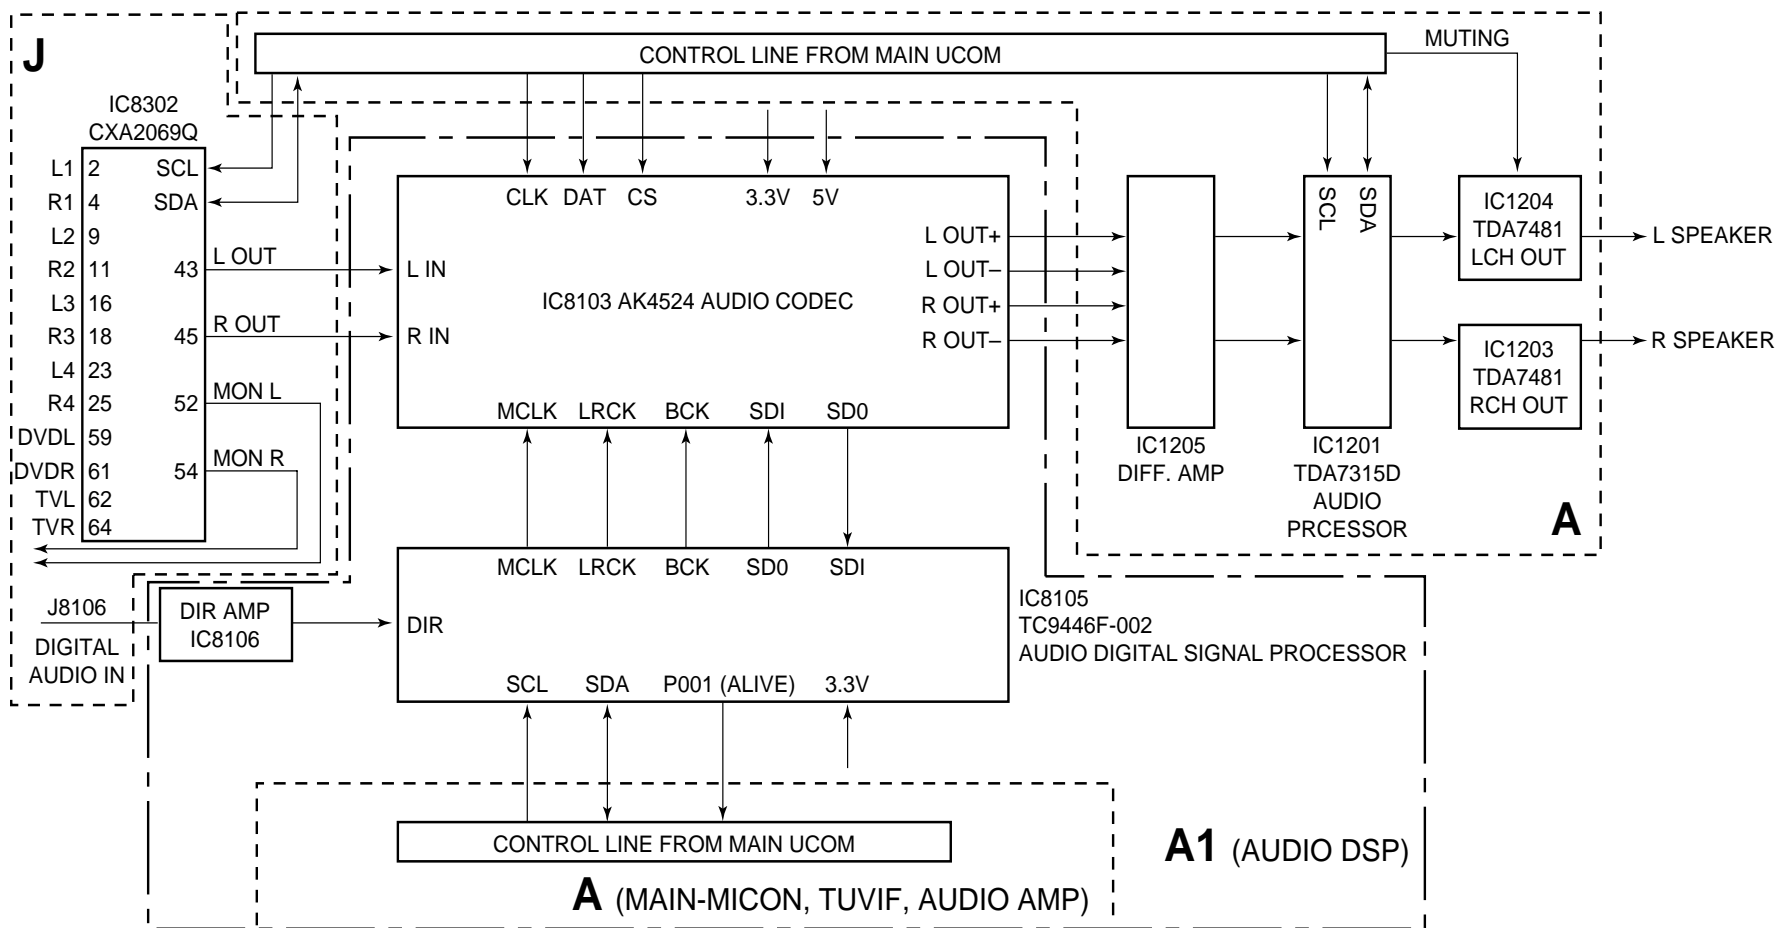 J
CONTROL LINE FROM MAIN UCOM
MUTING
IC8302
CXA2069Q
L1 2 SCL
R1 4 SDA
L2 9
R2 11 43 L OUT
L3 16
R3 18 45 R OUT
L4 23
R4 25 52 MON L
DVDL 59
DVDR 61 54 MON R
TVL 62
TVR 64
CLK DAT CS 3.3V 5V
L IN
R IN
IC8103 AK4524 AUDIO CODEC
L OUT+
L OUT–
R OUT+
R OUT–
MCLK LRCK BCK SDI SD0
IC1205
DIFF. AMP
SCL
SDA
IC1201
TDA7315D
AUDIO
PRCESSOR
IC1204
TDA7481
LCH OUT
L SPEAKER
IC1203
TDA7481
RCH OUT
R SPEAKER
A
J8106
DIGITAL
AUDIO IN
DIR AMP
IC8106
MCLK LRCK BCK SD0 SDI
DIR
SCL SDA P001 (ALIVE) 3.3V
IC8105
TC9446F-002
AUDIO DIGITAL SIGNAL PROCESSOR
CONTROL LINE FROM MAIN UCOM
A1 (AUDIO DSP)
A (MAIN-MICON, TUVIF, AUDIO AMP)